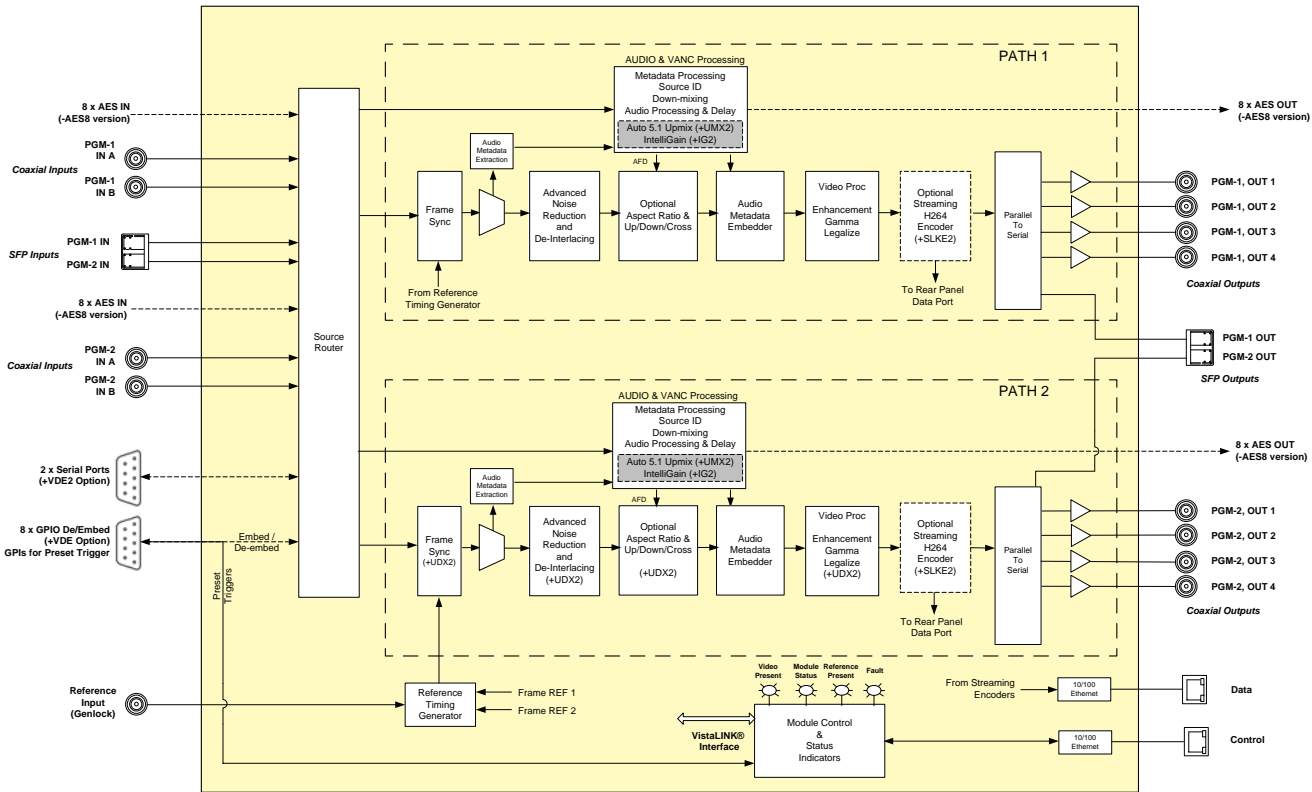 PATH 1
AUDIO & VANC Processing
Metadata Processing
Source ID
Down-mixing
Audio Processing & Delay
Auto 5.1 Upmix (+UMX2)
IntelliGain (+IG2)
8 x AES IN
(-AES8 version)
8 x AES OUT
(-AES8 version)
PGM-1
IN A
Coaxial Inputs
PGM-1
IN B
Audio
Metadata
Extraction
AFD
Frame
Sync
Advanced
Noise
Reduction
and
De-Interlacing
Optional
Aspect Ratio &
Up/Down/Cross
Audio
Metadata
Embedder
Video Proc
Enhancement
Gamma
Legalize
Optional
Streaming
H264
Encoder
(+SLKE2)
Parallel
To
Serial
PGM-1, OUT 1
PGM-1, OUT 2
PGM-1, OUT 3
PGM-1, OUT 4
Coaxial Outputs
PGM-1 IN
SFP Inputs
PGM-2 IN
From Reference
Timing Generator
To Rear Panel
Data Port
8 x AES IN
(-AES8 version)
Source
Router
PGM-1 OUT
PGM-2 OUT
SFP Outputs
PGM-2
IN A
Coaxial Inputs
PGM-2
IN B
PATH 2
AUDIO & VANC Processing
Metadata Processing
Source ID
Down-mixing
Audio Processing & Delay
Auto 5.1 Upmix (+UMX2)
IntelliGain (+IG2)
8 x AES OUT
(-AES8 version)
2 x Serial Ports
(+VDE2 Option)
Audio
Metadata
Extraction
AFD
8 x GPIO De/Embed
(+VDE Option)
GPIs for Preset Trigger
Embed /
De-embed
Preset
Triggers
Frame
Sync
(+UDX2)
Advanced
Noise
Reduction
and
De-Interlacing
(+UDX2)
Optional
Aspect Ratio
& Up/Down/Cross
(+UDX2)
Audio
Metadata
Embedder
Video Proc
Enhancement
Gamma
Legalize
(+UDX2)
Optional
Streaming
H264
Encoder
(+SLKE2)
Parallel
To
Serial
PGM-2, OUT 1
PGM-2, OUT 2
PGM-2, OUT 3
PGM-2, OUT 4
Coaxial Outputs
To Rear Panel
Data Port
Reference
Input
(Genlock)
Reference
Timing
Generator
Frame REF 1
Frame REF 2
Video
Present
Module
Status
Reference
Present
Fault
VistaLINK®
Interface
Module Control
&
Status
Indicators
From Streaming
Encoders
10/100
Ethernet
Data
10/100
Ethernet
Control